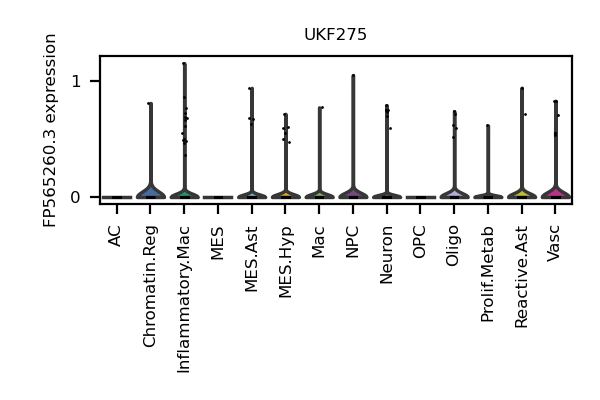 UKF275
FP565260.3 expression
1
0
AC
Chromatin.Reg
Inflammatory.Mac
MES
MES.Ast
MES.Hyp
Mac
NPC
Neuron
OPC
Oligo
Prolif.Metab
Reactive.Ast
Vasc